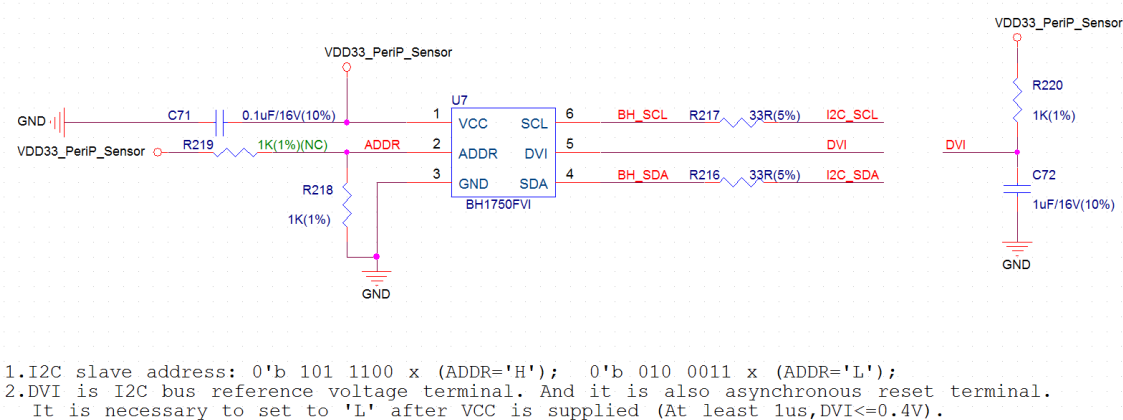 VDD33_PeriP_Sensor
VDD33_PeriP_Sensor
U7
R220
GND
C71
0.1uF/16V(10%)
1
VCC
SCL
6
BH_SCL
R217
33R(5%)
I2C_SCL
1K(1%)
VDD33_PeriP_Sensor
R219
1K(1%)(NC)
ADDR
2
ADDR
DVI
5
DVI
DVI
R218
3
GND
SDA
4
BH_SDA
R216
33R(5%)
I2C_SDA
C72
1K(1%)
BH1750FVI
1uF/16V(10%)
GND
GND
1.I2C slave address: 0'b 101 1100 x (ADDR='H'); 0'b 010 0011 x (ADDR='L');
2.DVI is I2C bus reference voltage terminal. And it is also asynchronous reset terminal.
It is necessary to set to 'L' after VCC is supplied (At least 1us,DVI<=0.4V).